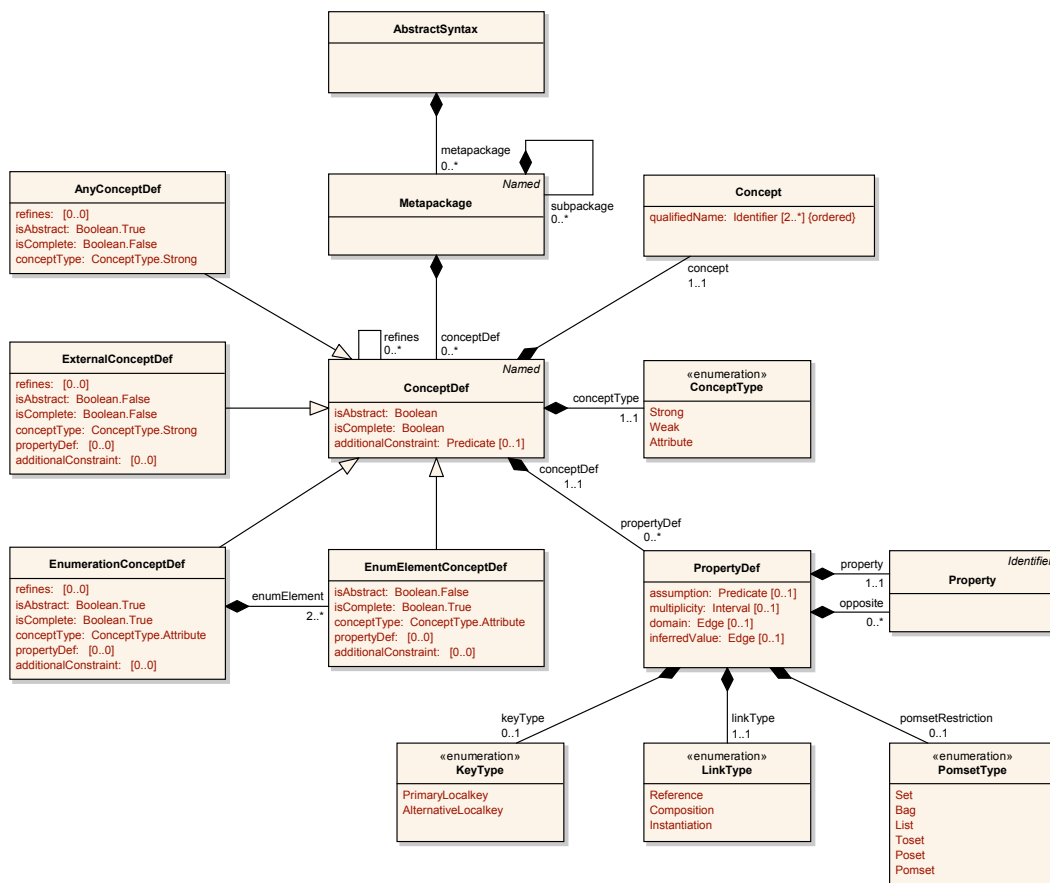 AbstractSyntax
metapackage
0..*
Named
Metapackage
subpackage
0..*
Concept
qualifiedName: Identifier [2..*] {ordered}
AnyConceptDef
refines: [0..0]
isAbstract: Boolean.True
isComplete: Boolean.False
conceptType: ConceptType.Strong
concept
1..1
refines
0..*
conceptDef
0..*
ExternalConceptDef
refines: [0..0]
isAbstract: Boolean.False
isComplete: Boolean.False
conceptType: ConceptType.Strong
propertyDef: [0..0]
additionalConstraint: [0..0]
Named
ConceptDef
isAbstract: Boolean
isComplete: Boolean
additionalConstraint: Predicate [0..1]
conceptType
1..1
«enumeration»
ConceptType
Strong
Weak
Attribute
conceptDef
1..1
propertyDef
0..*
EnumerationConceptDef
refines: [0..0]
isAbstract: Boolean.True
isComplete: Boolean.True
conceptType: ConceptType.Attribute
propertyDef: [0..0]
additionalConstraint: [0..0]
enumElement
2..*
EnumElementConceptDef
isAbstract: Boolean.False
isComplete: Boolean.True
conceptType: ConceptType.Attribute
propertyDef: [0..0]
additionalConstraint: [0..0]
PropertyDef
assumption: Predicate [0..1]
multiplicity: Interval [0..1]
domain: Edge [0..1]
inferredValue: Edge [0..1]
property
1..1
opposite
0..*
Identifier
Property
keyType
0..1
linkType
1..1
pomsetRestriction
0..1
«enumeration»
KeyType
PrimaryLocalkey
AlternativeLocalkey
«enumeration»
LinkType
Reference
Composition
Instantiation
«enumeration»
PomsetType
Set
Bag
List
Toset
Poset
Pomset